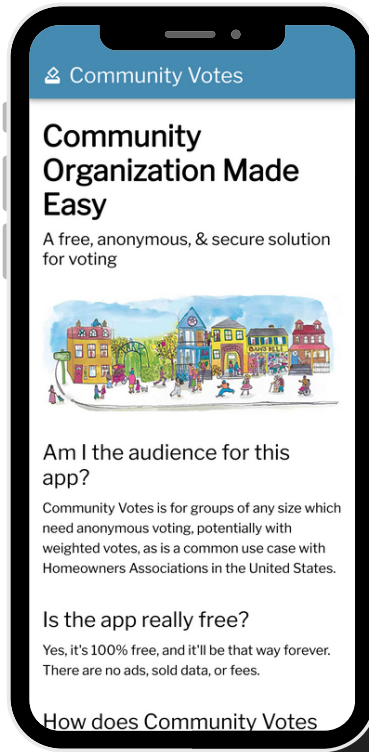 Community Votes
Community
Organization Made
Easy
A free, anonymous, & secure solution
for voting
Am I the audience for this
app?
Community Votes is for groups of any size which
need anonymous voting, potentially with
weighted votes, as is a common use case with
Homeowners Associations in the United States.
Is the app really free?
Yes, it's 100% free, and it'll be that way forever.
There are no ads, sold data, or fees.
How does Community Votes